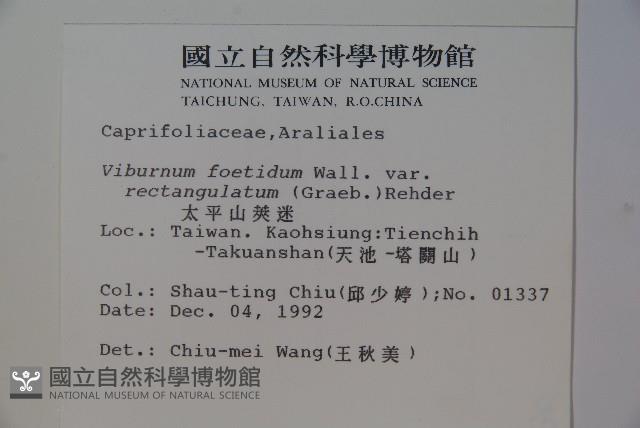 國立自然科學博物館
NATIONAL MUSEUM OF NATURAL SCIENCE
TAICHUNG, TAIWAN, R.O.CHINA
Caprifoliaceae,Araliales
Viburnum foetidum Wall. var.
rectangulatum (Graeb.)Rehder
太平山莢迷
Loc.: Taiwan. Kaohsiung:Tienchih
-Takuanshan(天池-塔關山)
Col.: Shau-ting Chiu(邱少婷);No. 01337
Date: Dec. 04, 1992
Det.: Chiu-mei Wang(王秋美)
國立自然科學博物館
NATIONAL MUSEUM OF NATURAL SCIENCE